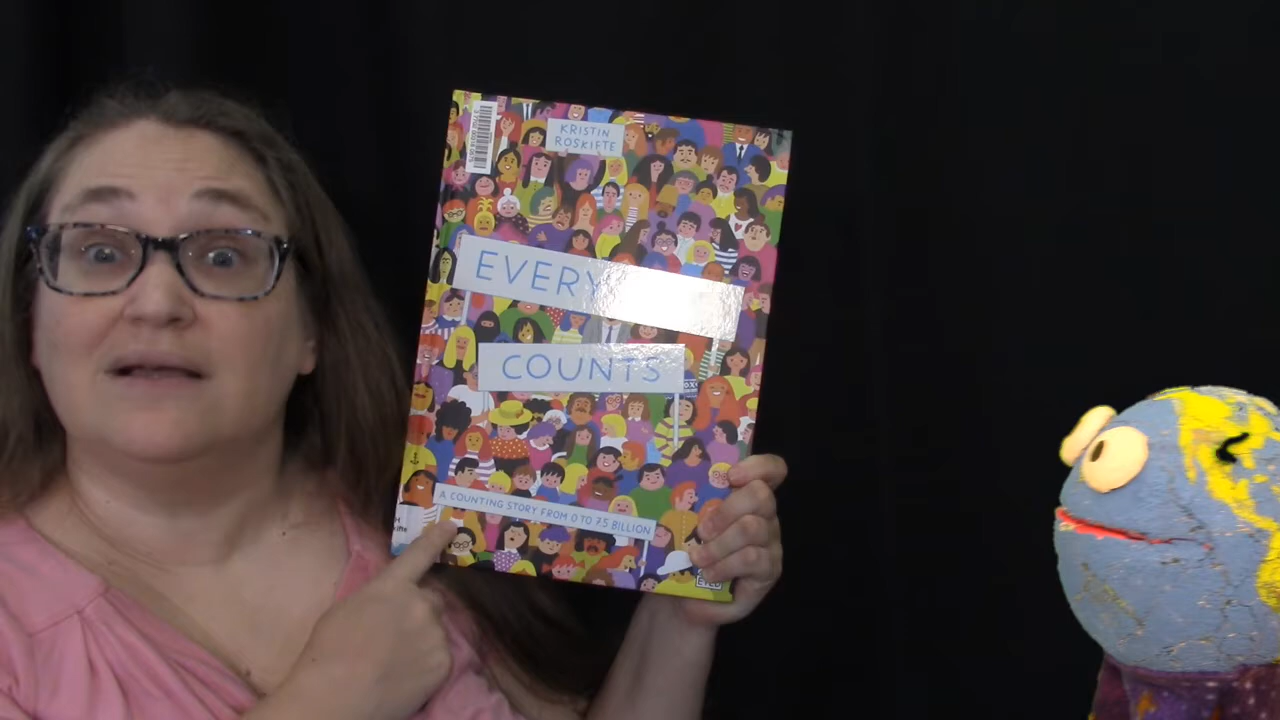 KRISTIN
ROSKIFTE
EVERY
COUNTS
A COUNTING STORY FROM 0 TO 7.5 BILLION